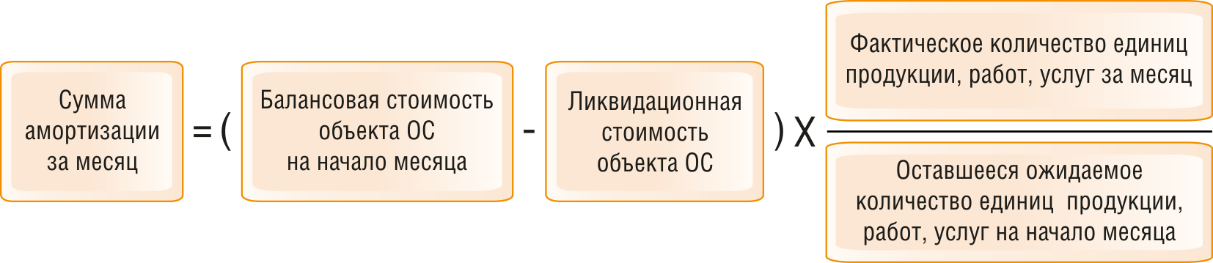 Сумма
амортизации
за месяц
= (
Балансовая стоимость
объекта ОС
на начало месяца
-
Ликвидационная
стоимость
объекта ОС
) X
Фактическое количество единиц
продукции, работ, услуг за месяц
Оставшееся ожидаемое
количество единиц продукции,
работ, услуг на начало месяца